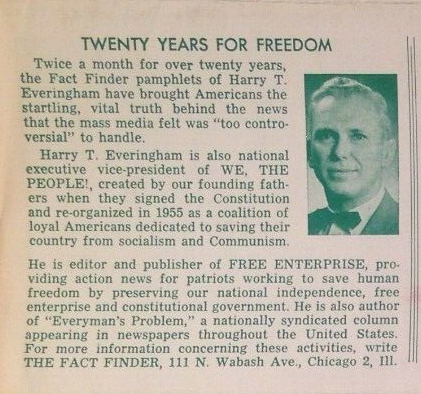 TWENTY YEARS FOR FREEDOM
Twice a month for over twenty years,
the Fact Finder pamphlets of Harry T.
Everingham have brought Americans the
startling, vital truth behind the news
that the mass media felt was "too contro-
versial" to handle.
Harry T. Everingham is also national
executive vice-president of WE, THE
PEOPLE!, created by our founding fath-
ers when they signed the Constitution
and re-organized in 1955 as a coalition of
loyal Americans dedicated to saving their
country from socialism and Communism.
He is editor and publisher of FREE ENTERPRISE, pro-
viding action news for patriots working to save human
freedom by preserving our national independence, free
enterprise and constitutional government. He is also author
of "Everyman's Problem," a nationally syndicated column
appearing in newspapers throughout the United States.
For more information concerning these activities, write
THE FACT FINDER, 111 N. Wabash Ave., Chicago 2, Ill.